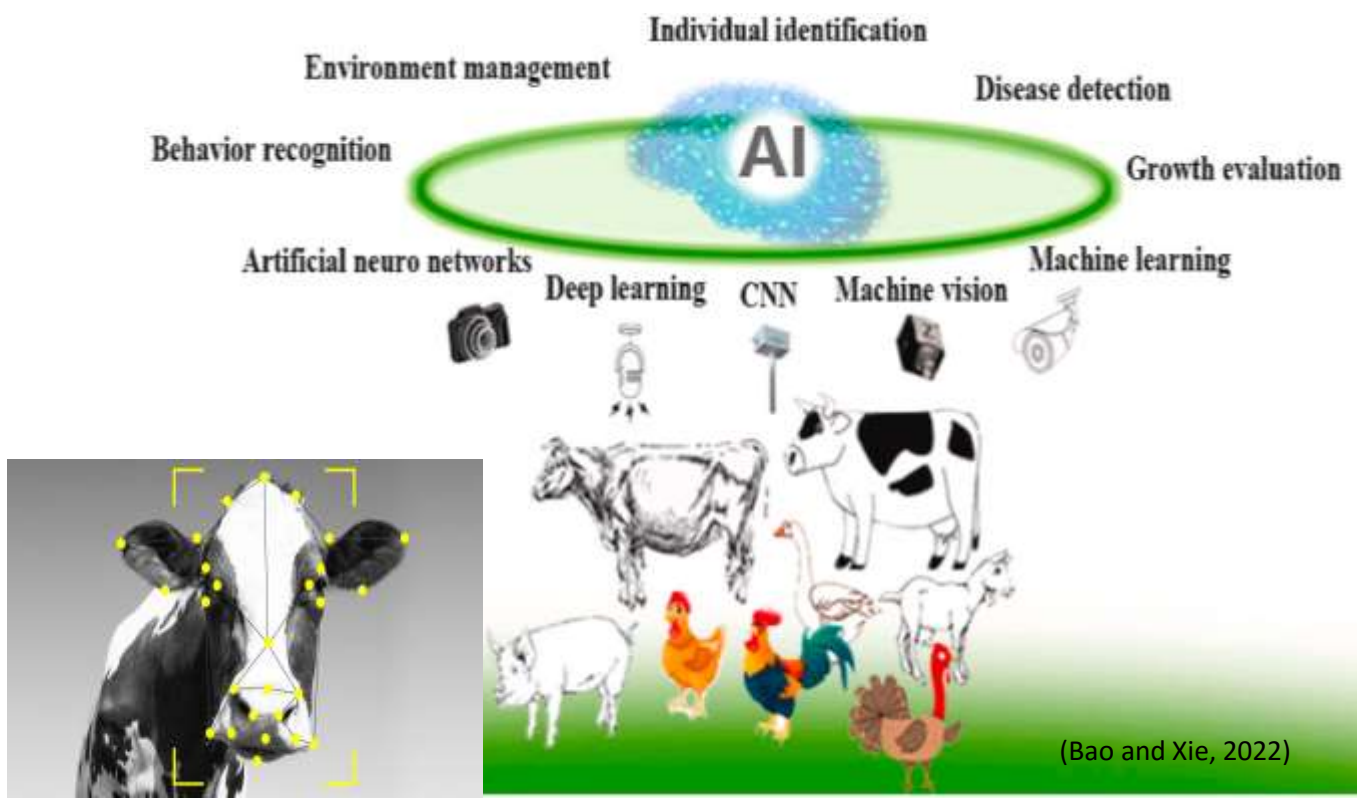 Individual identification
Environment management
Disease detection
AI
Behavior recognition
Growth evaluation
Artificial neuro networks
Machine learning
Deep learning
CNN
Machine vision
(Bao and Xie, 2022)